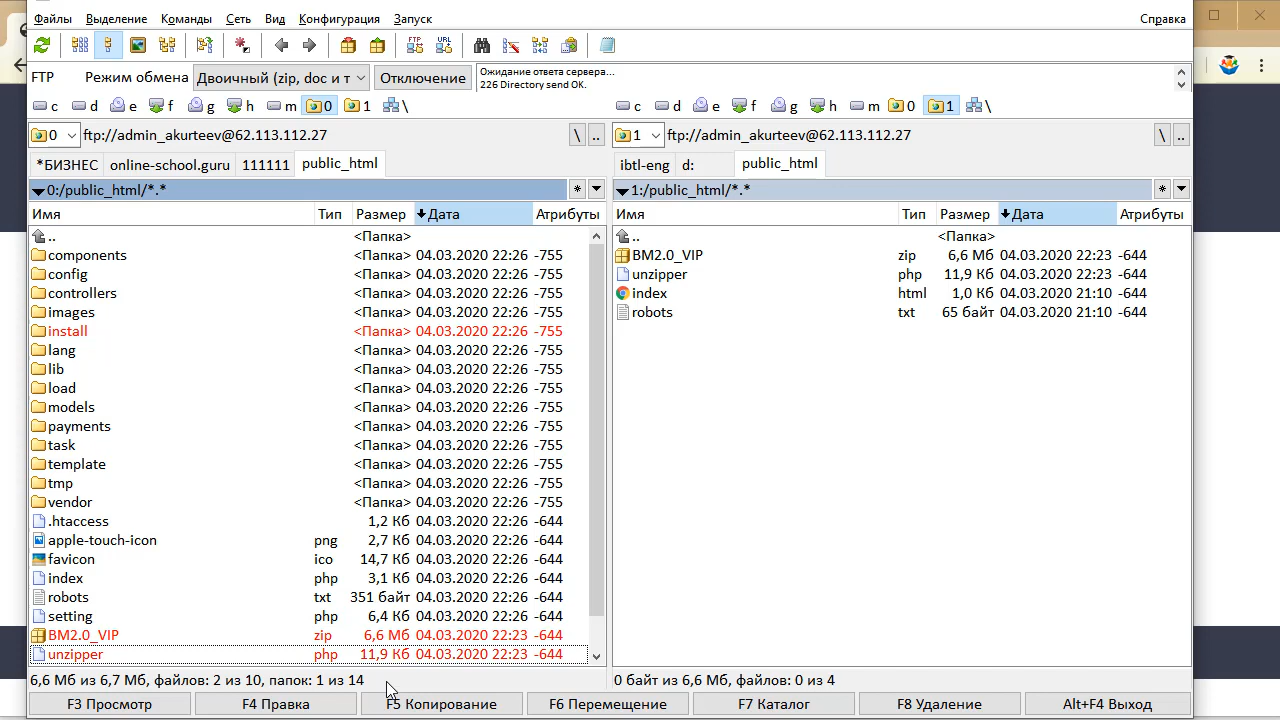 Файлы Выделение Команды Сеть Вид Конфигурация Запуск Справка
FTP URL
FTP Режим обмена Двоичный (zip, doc и т Отключение Ожидание ответа сервера...
226 Directory send OK.
c d e f g h m 0 1 \ c d e f g h m 0 1 \
0 ftp://admin_akurteev@62.113.112.27 \ .. 1 ftp://admin_akurteev@62.113.112.27 \ ..
*БИЗНЕС online-school.guru 111111 public_html ibtl-eng d: public_html
0:/public_html/*.* * 1:/public_html/*.* *
Имя Тип Размер Дата Атрибуты Имя Тип Размер Дата Атрибуты
.. <Папка> .. <Папка>
components <Папка> 04.03.2020 22:26 -755 BM2.0_VIP zip 6,6 Мб 04.03.2020 22:23 -644
config <Папка> 04.03.2020 22:26 -755 unzipper php 11,9 Кб 04.03.2020 22:23 -644
controllers <Папка> 04.03.2020 22:26 -755 index html 1,0 Кб 04.03.2020 21:10 -644
images <Папка> 04.03.2020 22:26 -755 robots txt 65 байт 04.03.2020 21:10 -644
install <Папка> 04.03.2020 22:26 -755
lang <Папка> 04.03.2020 22:26 -755
lib <Папка> 04.03.2020 22:26 -755
load <Папка> 04.03.2020 22:26 -755
models <Папка> 04.03.2020 22:26 -755
payments <Папка> 04.03.2020 22:26 -755
task <Папка> 04.03.2020 22:26 -755
template <Папка> 04.03.2020 22:26 -755
tmp <Папка> 04.03.2020 22:26 -755
vendor <Папка> 04.03.2020 22:26 -755
.htaccess 1,2 Кб 04.03.2020 22:26 -644
apple-touch-icon png 2,7 Кб 04.03.2020 22:26 -644
favicon ico 14,7 Кб 04.03.2020 22:26 -644
index php 3,1 Кб 04.03.2020 22:26 -644
robots txt 351 байт 04.03.2020 22:26 -644
setting php 6,4 Кб 04.03.2020 22:26 -644
BM2.0_VIP zip 6,6 Мб 04.03.2020 22:23 -644
unzipper php 11,9 Кб 04.03.2020 22:23 -644
6,6 Мб из 6,7 Мб, файлов: 2 из 10, папок: 1 из 14 0 байт из 6,6 Мб, файлов: 0 из 4
F3 Просмотр F4 Правка F5 Копирование F6 Перемещение F7 Каталог F8 Удаление Alt+F4 Выход